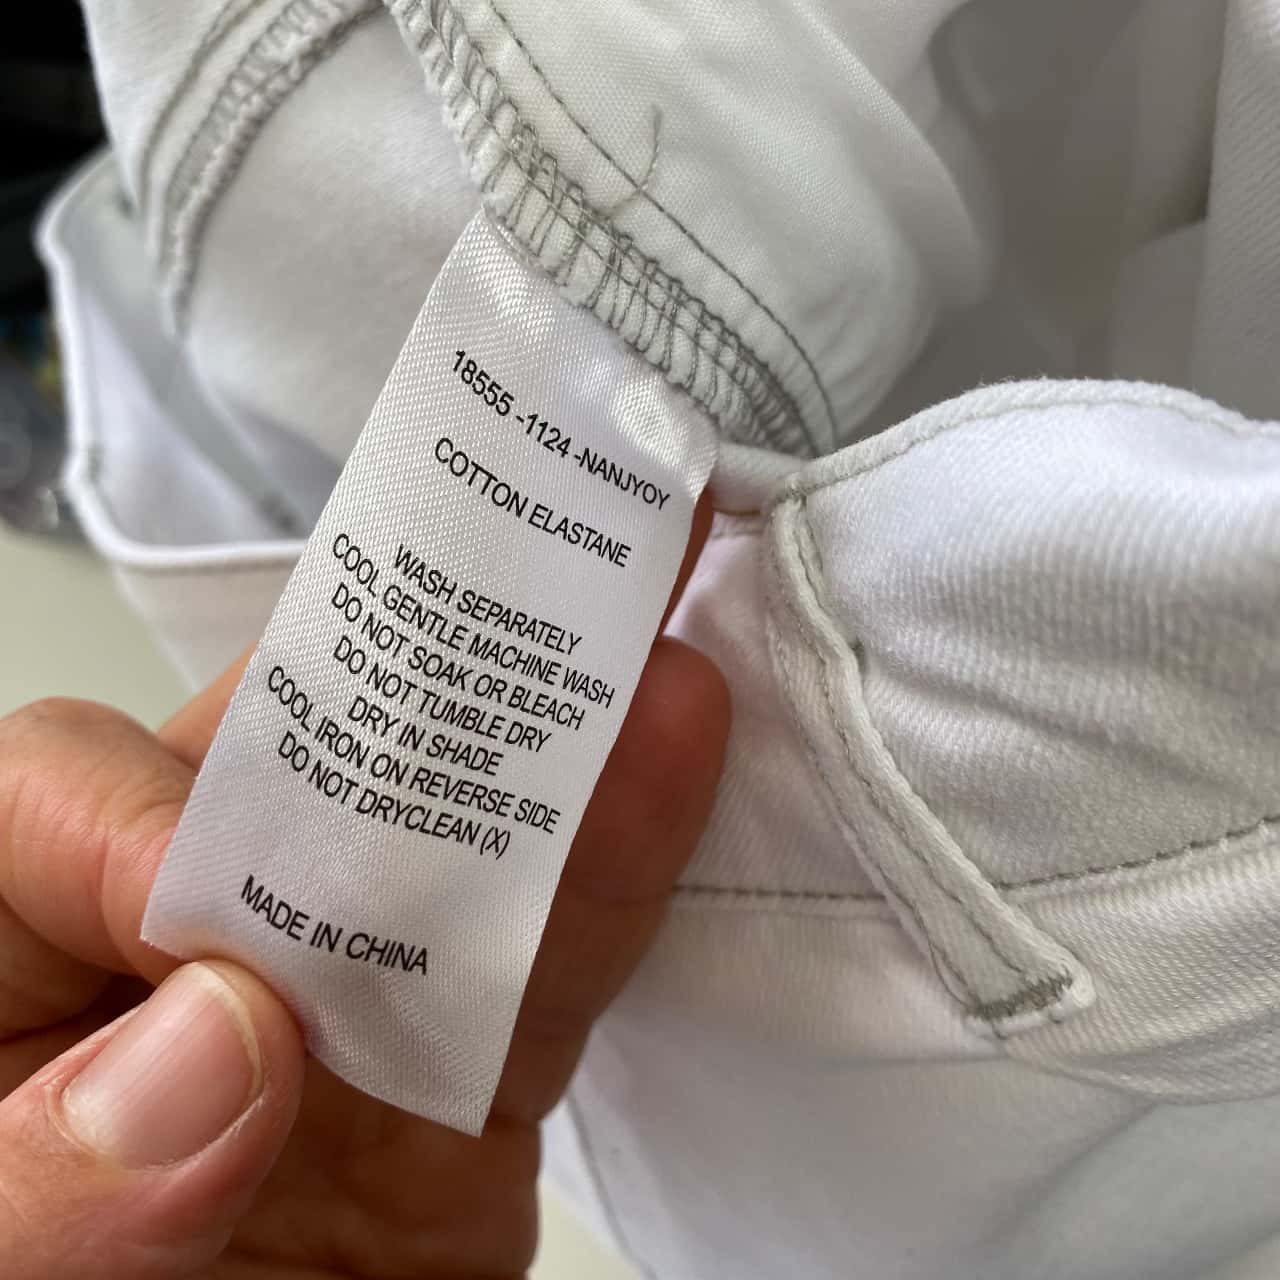 18555 -1124 -NANJYOY
COTTON ELASTANE
WASH SEPARATELY
COOL GENTLE MACHINE WASH
DO NOT SOAK OR BLEACH
DO NOT TUMBLE DRY
DRY IN SHADE
COOL IRON ON REVERSE SIDE
DO NOT DRYCLEAN (X)
MADE IN CHINA